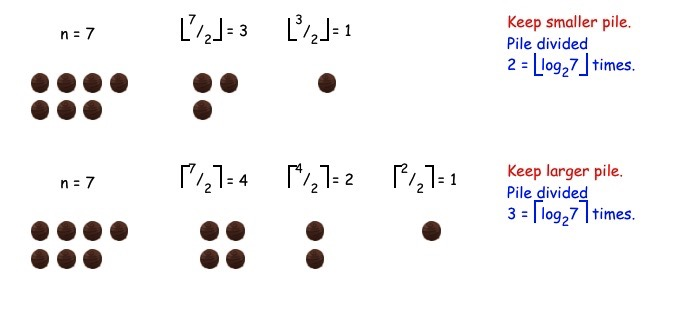 n = 7
⌊7/2⌋ = 3
⌊3/2⌋ = 1
Keep smaller pile.
Pile divided
2 = ⌊log₂7⌋ times.
n = 7
⌈7/2⌉ = 4
⌈4/2⌉ = 2
⌈2/2⌉ = 1
Keep larger pile.
Pile divided
3 = ⌈log₂7⌉ times.